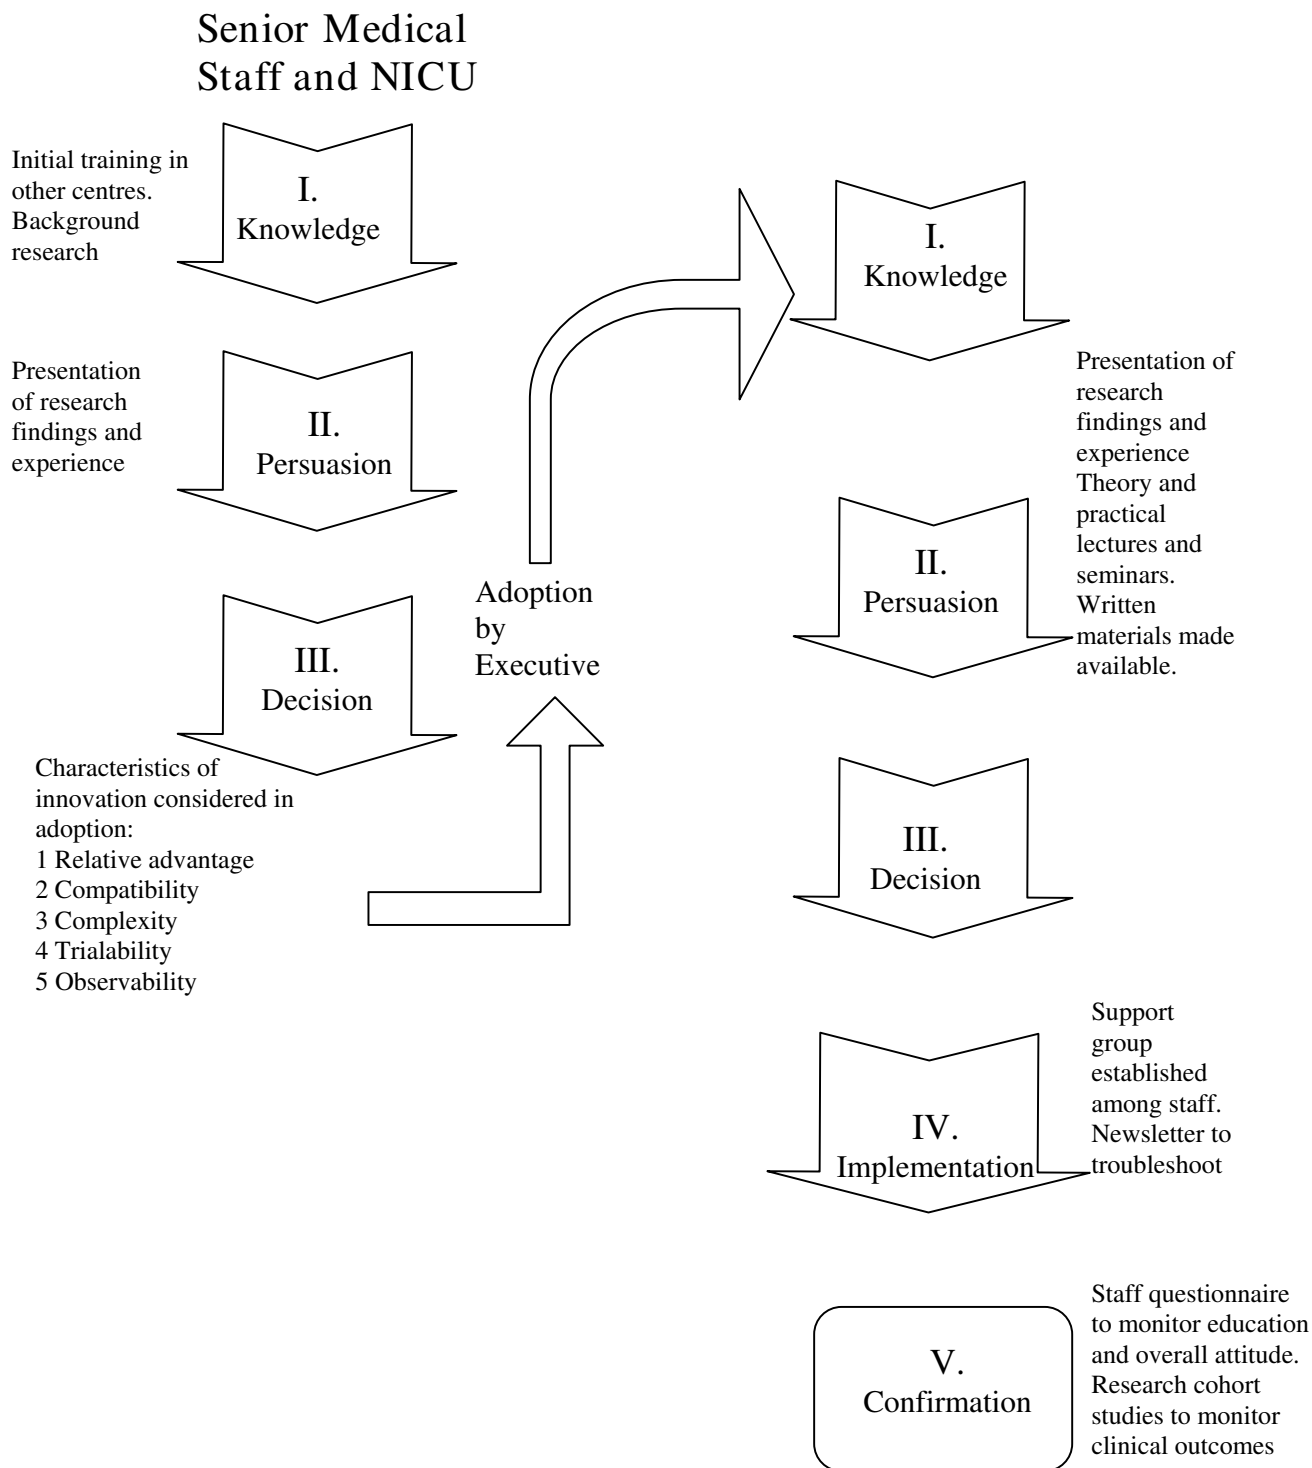 Senior Medical
Staff and NICU
Initial training in
other centres.
Background
research
I.
Knowledge
Presentation
of research
findings and
experience
II.
Persuasion
III.
Decision
Characteristics of
innovation considered in
adoption:
1 Relative advantage
2 Compatibility
3 Complexity
4 Trialability
5 Observability
Adoption
by
Executive
I.
Knowledge
Presentation of
research
findings and
experience
Theory and
practical
lectures and
seminars.
Written
materials made
available.
II.
Persuasion
III.
Decision
IV.
Implementation
Support
group
established
among staff.
Newsletter to
troubleshoot
V.
Confirmation
Staff questionnaire
to monitor education
and overall attitude.
Research cohort
studies to monitor
clinical outcomes